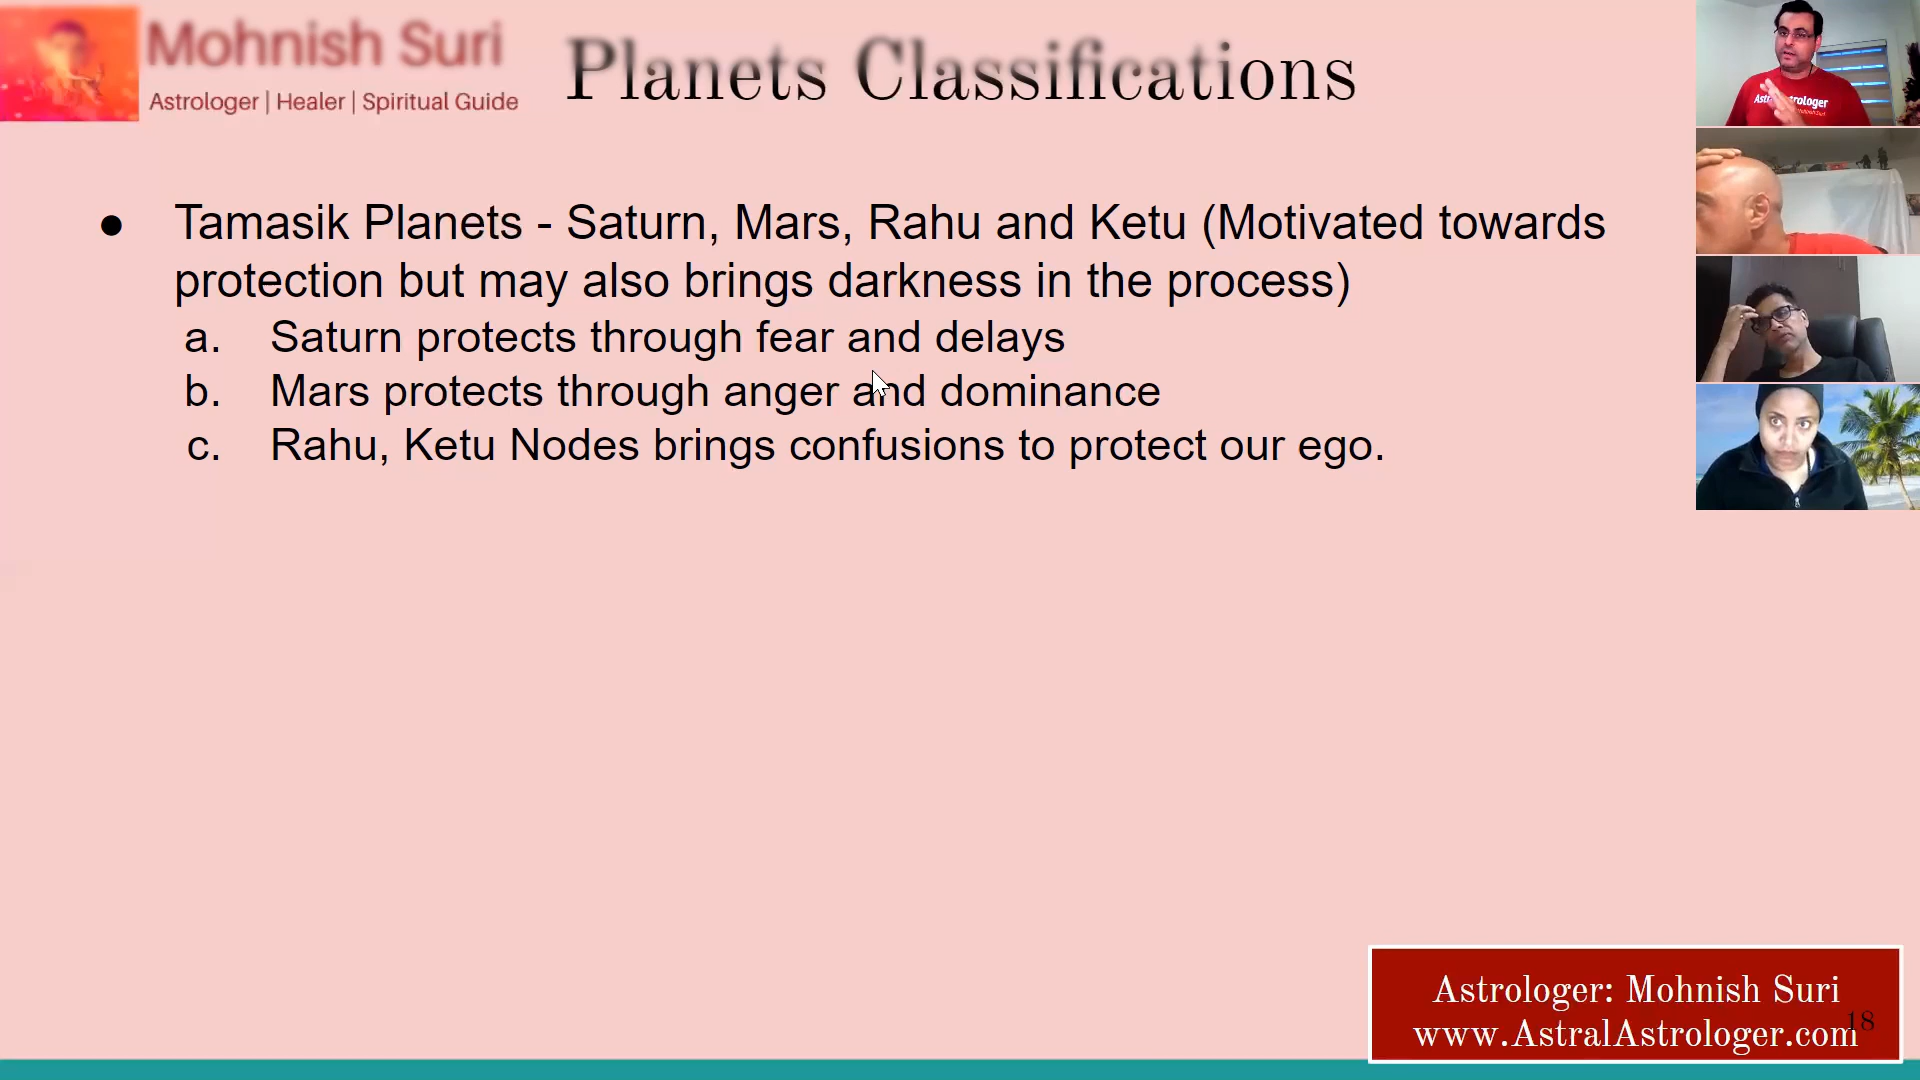 Mohnish Suri
Astrologer | Healer | Spiritual Guide
Planets Classifications
● Tamasik Planets - Saturn, Mars, Rahu and Ketu (Motivated towards
protection but may also brings darkness in the process)
a. Saturn protects through fear and delays
b. Mars protects through anger and dominance
c. Rahu, Ketu Nodes brings confusions to protect our ego.
Astrologer: Mohnish Suri
www.AstralAstrologer.com
18